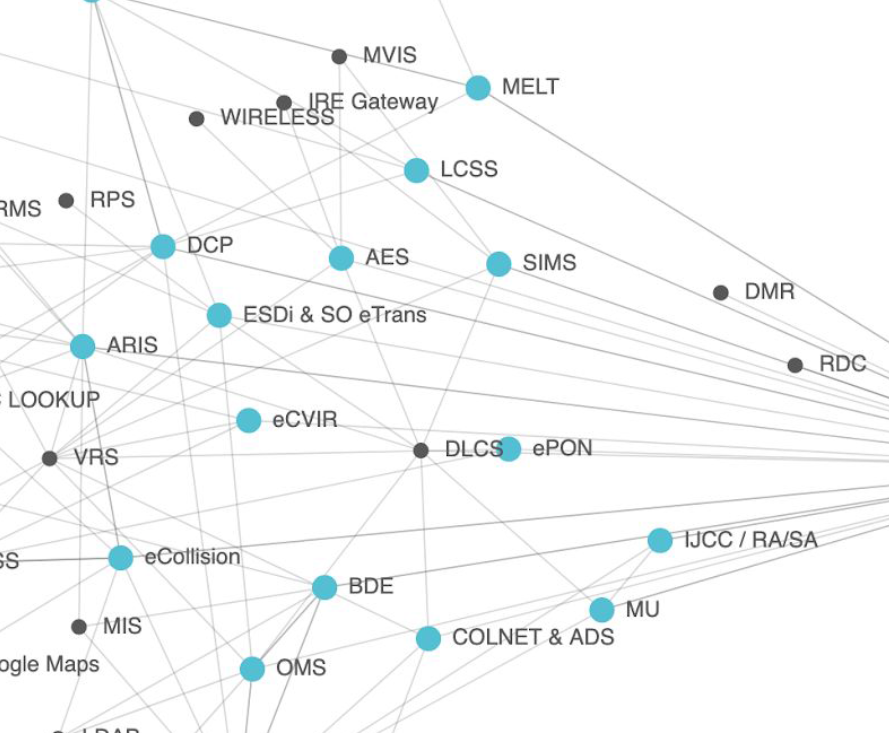 MVIS
MELT
IRE Gateway
WIRELESS
LCSS
RPS
RMS
DCP
AES
SIMS
DMR
ESDi & SO eTrans
ARIS
RDC
LOOKUP
eCVIR
DLCS
ePON
VRS
IJCC / RA/SA
eCollision
SS
BDE
MU
MIS
COLNET & ADS
ogle Maps
OMS
LDAP